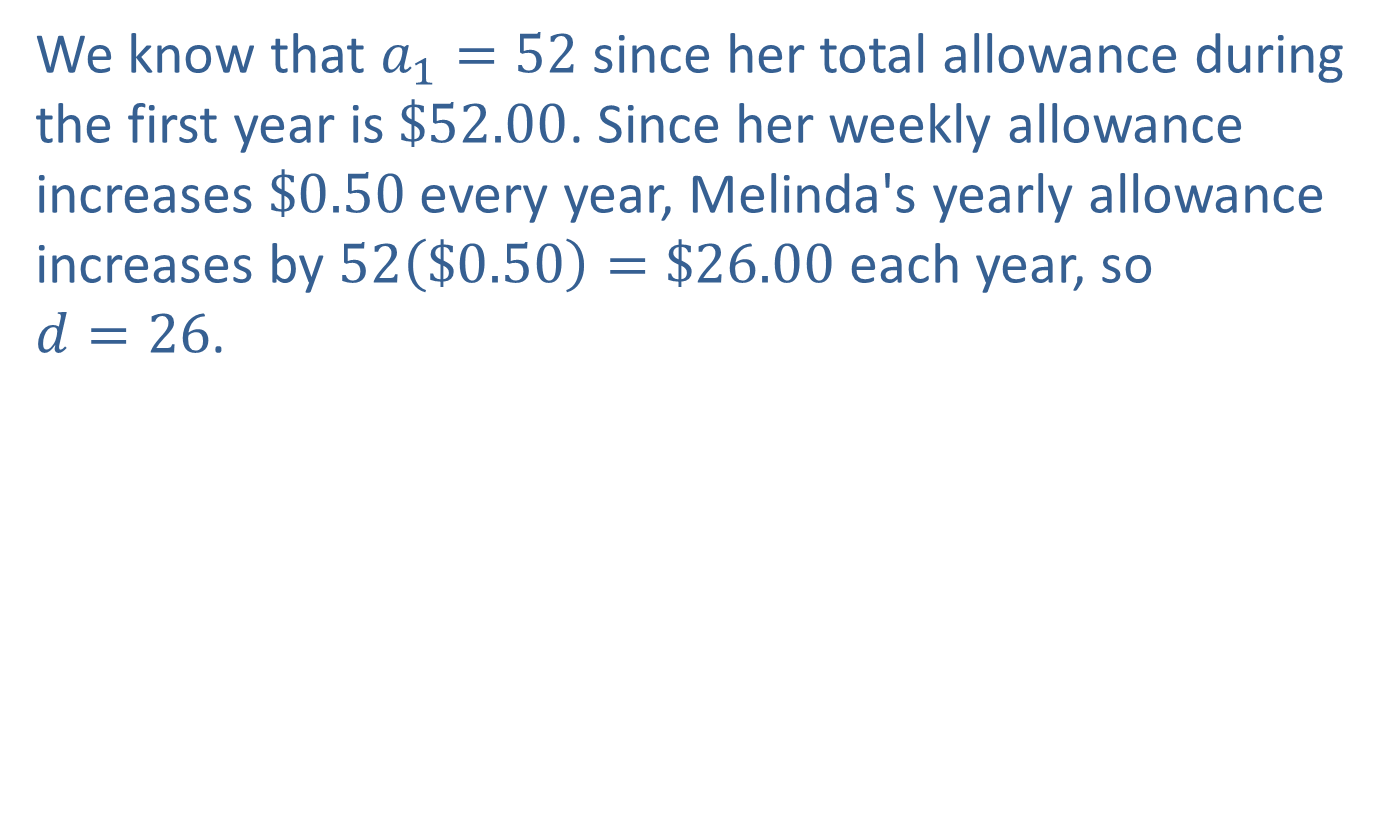 We know that a₁ = 52 since her total allowance during
the first year is $52.00. Since her weekly allowance
increases $0.50 every year, Melinda's yearly allowance
increases by 52($0.50) = $26.00 each year, so
d = 26.